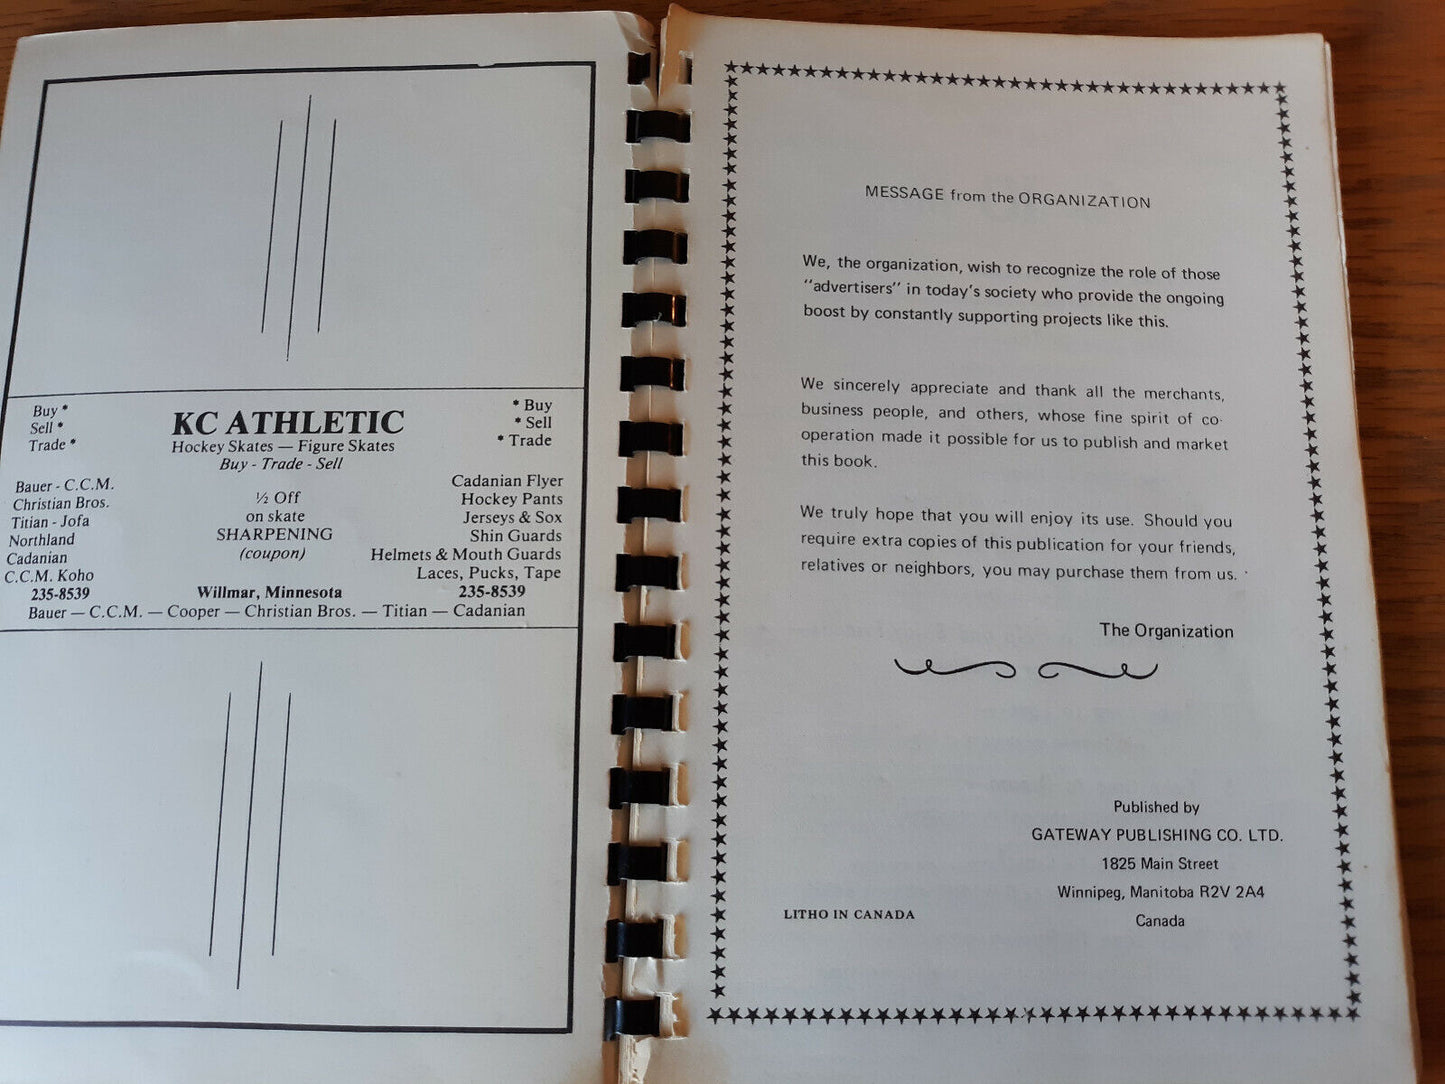 Buy *
Sell *
Trade *
KC ATHLETIC
Hockey Skates — Figure Skates
Buy - Trade - Sell
* Buy
* Sell
* Trade
Bauer - C.C.M.
Christian Bros.
Titian - Jofa
Northland
Cadanian
C.C.M. Koho
235-8539
½ Off
on skate
SHARPENING
(coupon)
Willmar, Minnesota
Cadanian Flyer
Hockey Pants
Jerseys & Sox
Shin Guards
Helmets & Mouth Guards
Laces, Pucks, Tape
235-8539
Bauer — C.C.M. — Cooper — Christian Bros. — Titian — Cadanian
MESSAGE from the ORGANIZATION
We, the organization, wish to recognize the role of those
"advertisers" in today's society who provide the ongoing
boost by constantly supporting projects like this.
We sincerely appreciate and thank all the merchants,
business people, and others, whose fine spirit of co-
operation made it possible for us to publish and market
this book.
We truly hope that you will enjoy its use. Should you
require extra copies of this publication for your friends,
relatives or neighbors, you may purchase them from us.
The Organization
Published by
GATEWAY PUBLISHING CO. LTD.
1825 Main Street
Winnipeg, Manitoba R2V 2A4
Canada
LITHO IN CANADA